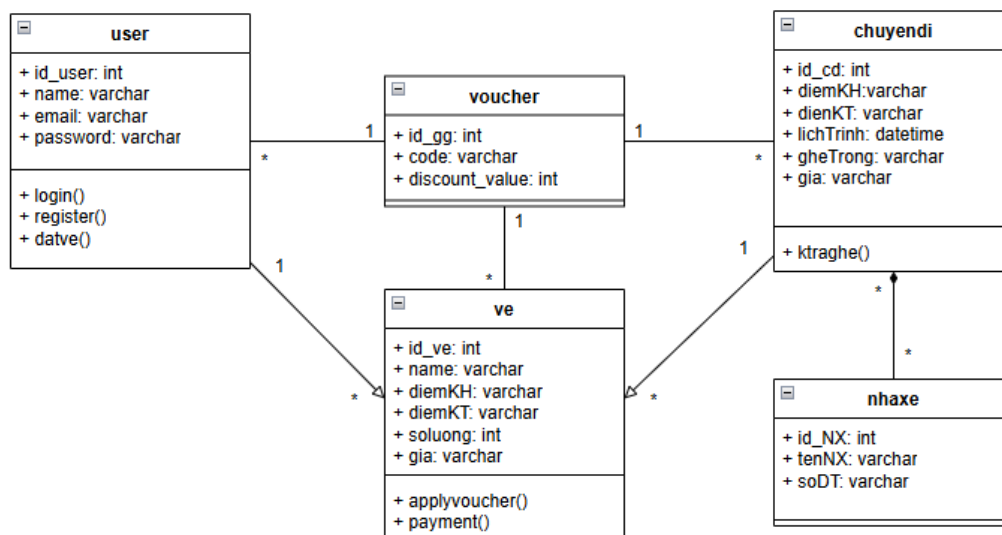 user
+ id_user: int
+ name: varchar
+ email: varchar
+ password: varchar
+ login()
+ register()
+ datve()
voucher
+ id_gg: int
+ code: varchar
+ discount_value: int
chuyendi
+ id_cd: int
+ diemKH:varchar
+ dienKT: varchar
+ lichTrinh: datetime
+ gheTrong: varchar
+ gia: varchar
+ ktraghe()
1
*
1
*
1
*
1
*
1
*
*
*
ve
+ id_ve: int
+ name: varchar
+ diemKH: varchar
+ diemKT: varchar
+ soluong: int
+ gia: varchar
+ applyvoucher()
+ payment()
nhaxe
+ id_NX: int
+ tenNX: varchar
+ soDT: varchar